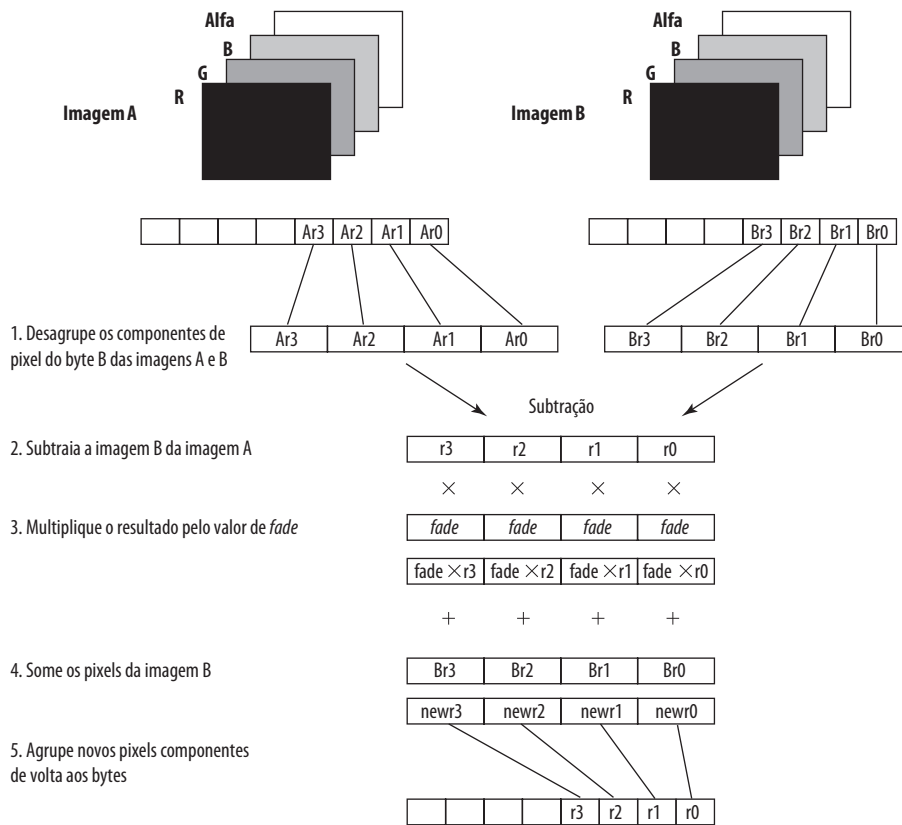 Alfa
B
G
R
Imagem A
Alfa
B
G
R
Imagem B
Ar3 Ar2 Ar1 Ar0
Br3 Br2 Br1 Br0
1. Desagrupe os componentes de
pixel do byte B das imagens A e B
Ar3 Ar2 Ar1 Ar0
Br3 Br2 Br1 Br0
Subtração
2. Subtraia a imagem B da imagem A
r3 r2 r1 r0
× × × ×
3. Multiplique o resultado pelo valor de fade
fade fade fade fade
fade ×r3 fade ×r2 fade ×r1 fade ×r0
+ + + +
4. Some os pixels da imagem B
Br3 Br2 Br1 Br0
newr3 newr2 newr1 newr0
5. Agrupe novos pixels componentes
de volta aos bytes
r3 r2 r1 r0